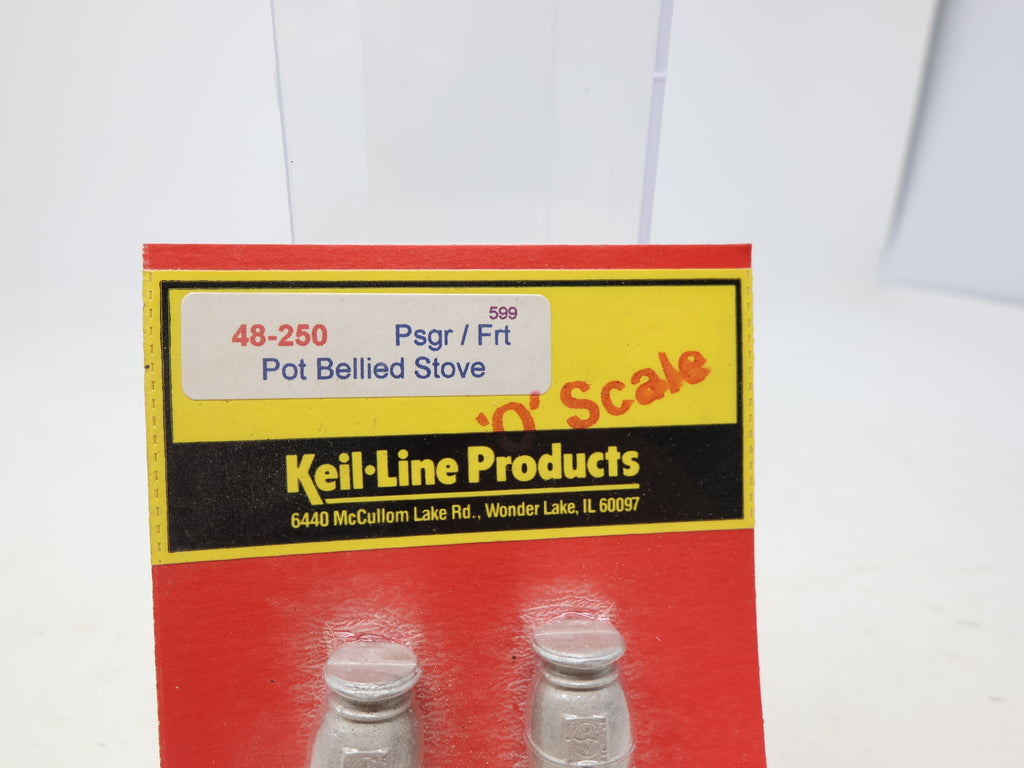 599
48-250 Psgr / Frt
Pot Bellied Stove
'O' Scale
Keil•Line Products
6440 McCullom Lake Rd., Wonder Lake, IL 60097